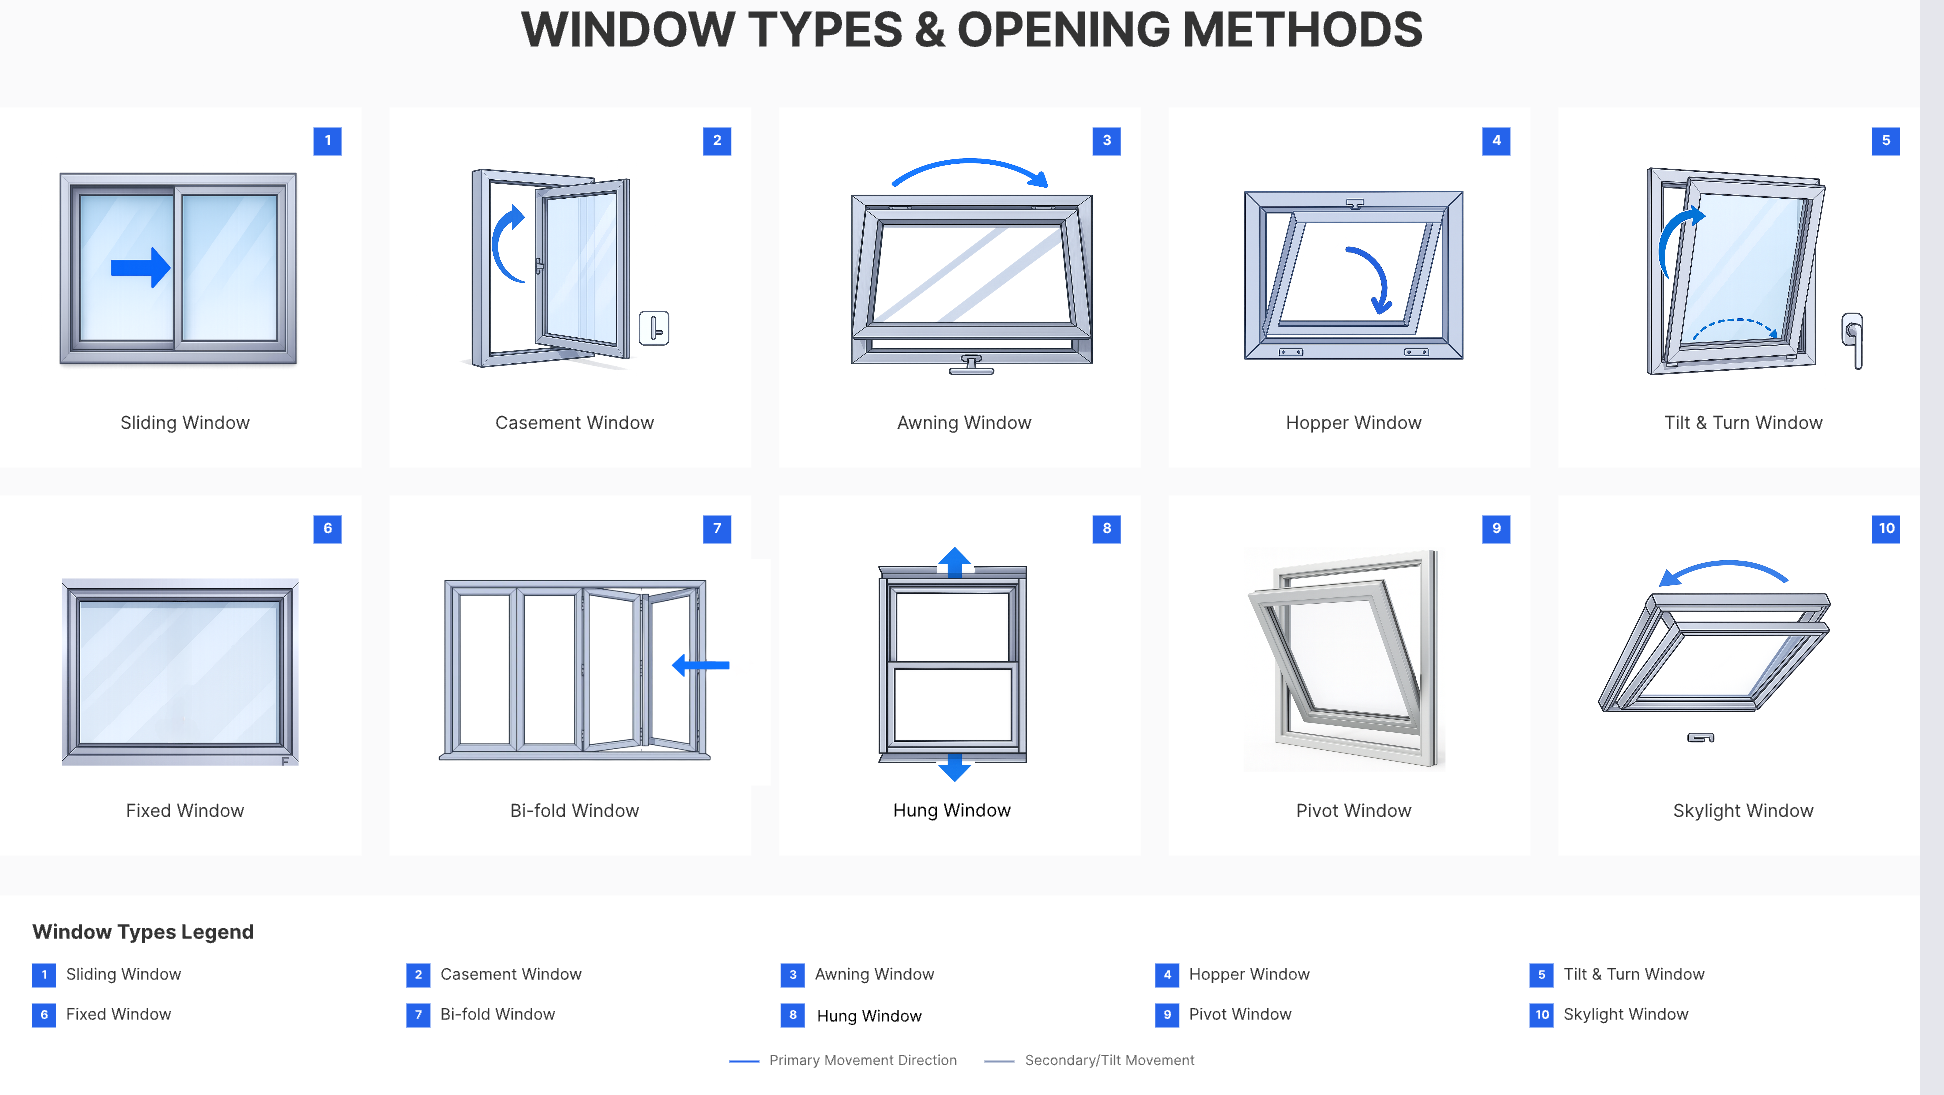 WINDOW TYPES & OPENING METHODS
1
2
3
4
5
Sliding Window
Casement Window
Awning Window
Hopper Window
Tilt & Turn Window
6
7
8
9
10
F
Fixed Window
Bi-fold Window
Hung Window
Pivot Window
Skylight Window
Window Types Legend
1 Sliding Window
2 Casement Window
3 Awning Window
4 Hopper Window
5 Tilt & Turn Window
6 Fixed Window
7 Bi-fold Window
8 Hung Window
9 Pivot Window
10 Skylight Window
Primary Movement Direction
Secondary/Tilt Movement